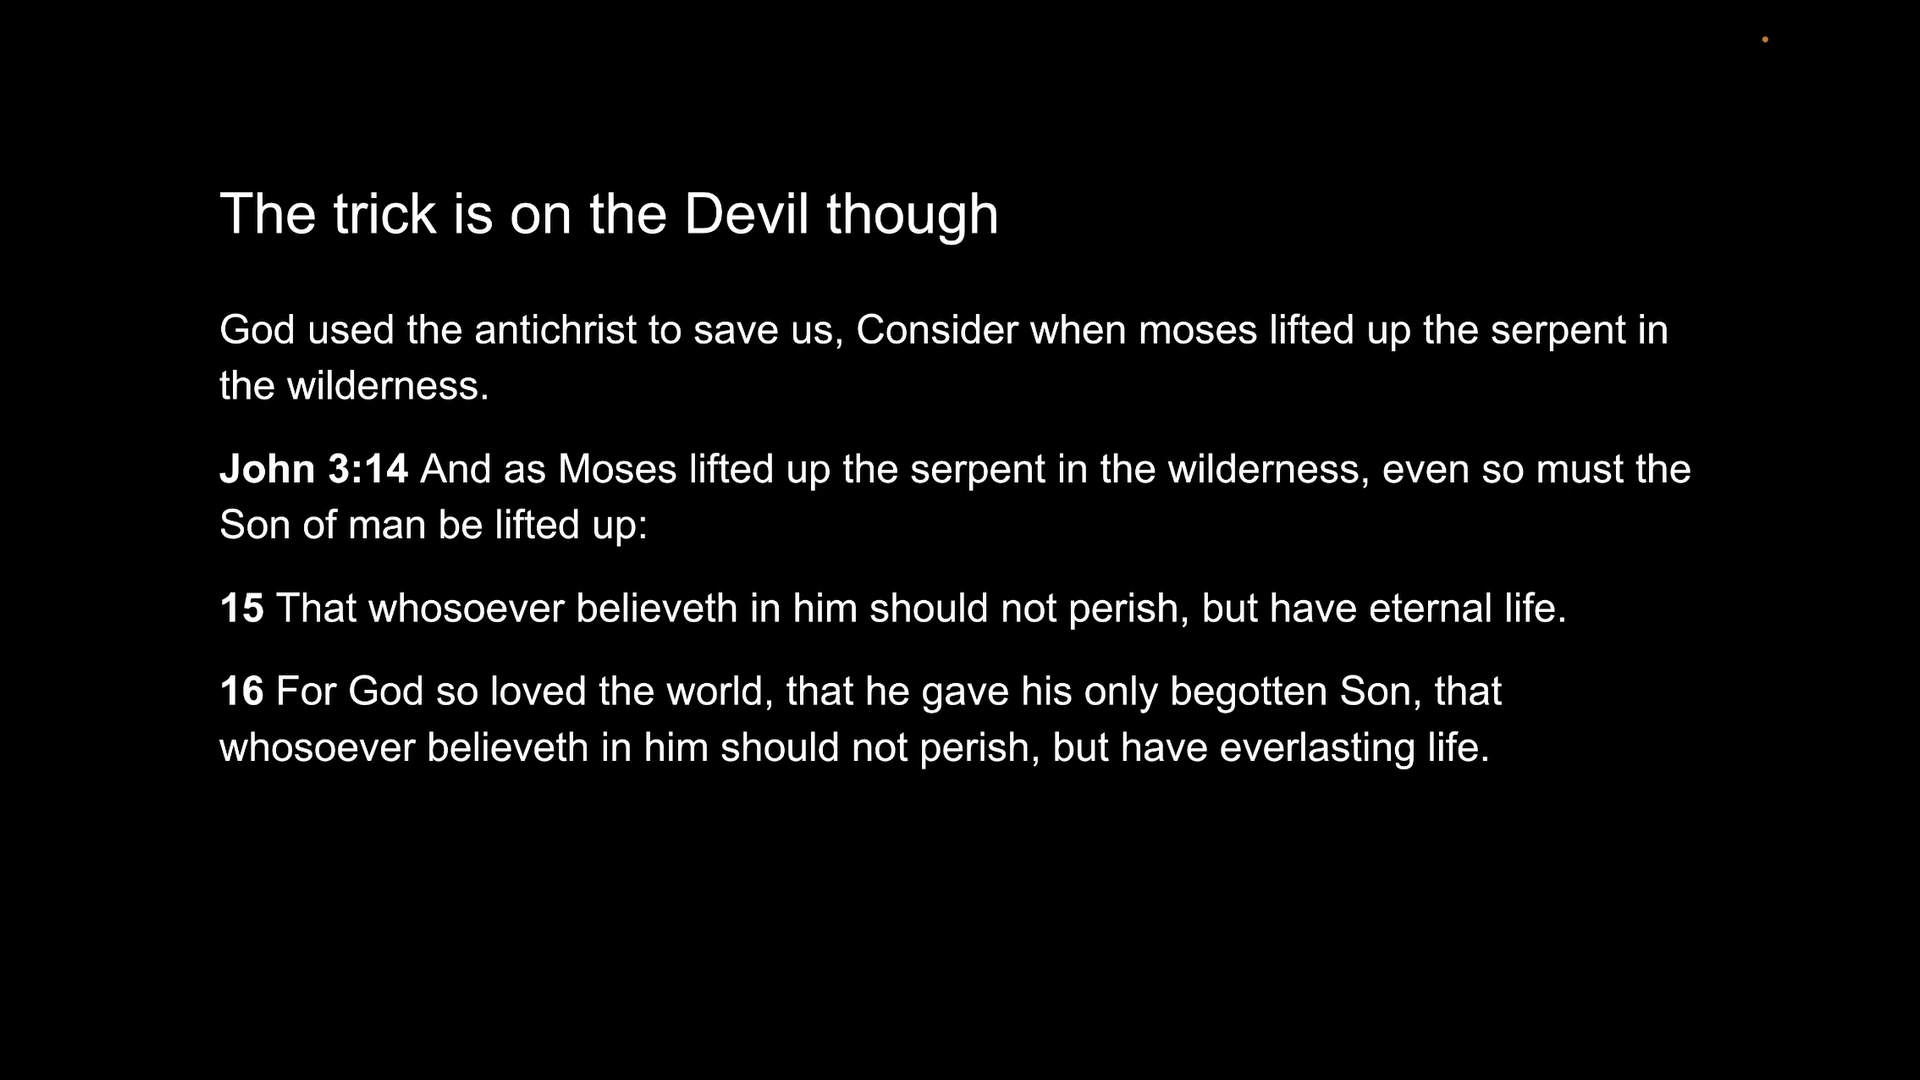 The trick is on the Devil though
God used the antichrist to save us, Consider when moses lifted up the serpent in
the wilderness.
John 3:14 And as Moses lifted up the serpent in the wilderness, even so must the
Son of man be lifted up:
15 That whosoever believeth in him should not perish, but have eternal life.
16 For God so loved the world, that he gave his only begotten Son, that
whosoever believeth in him should not perish, but have everlasting life.